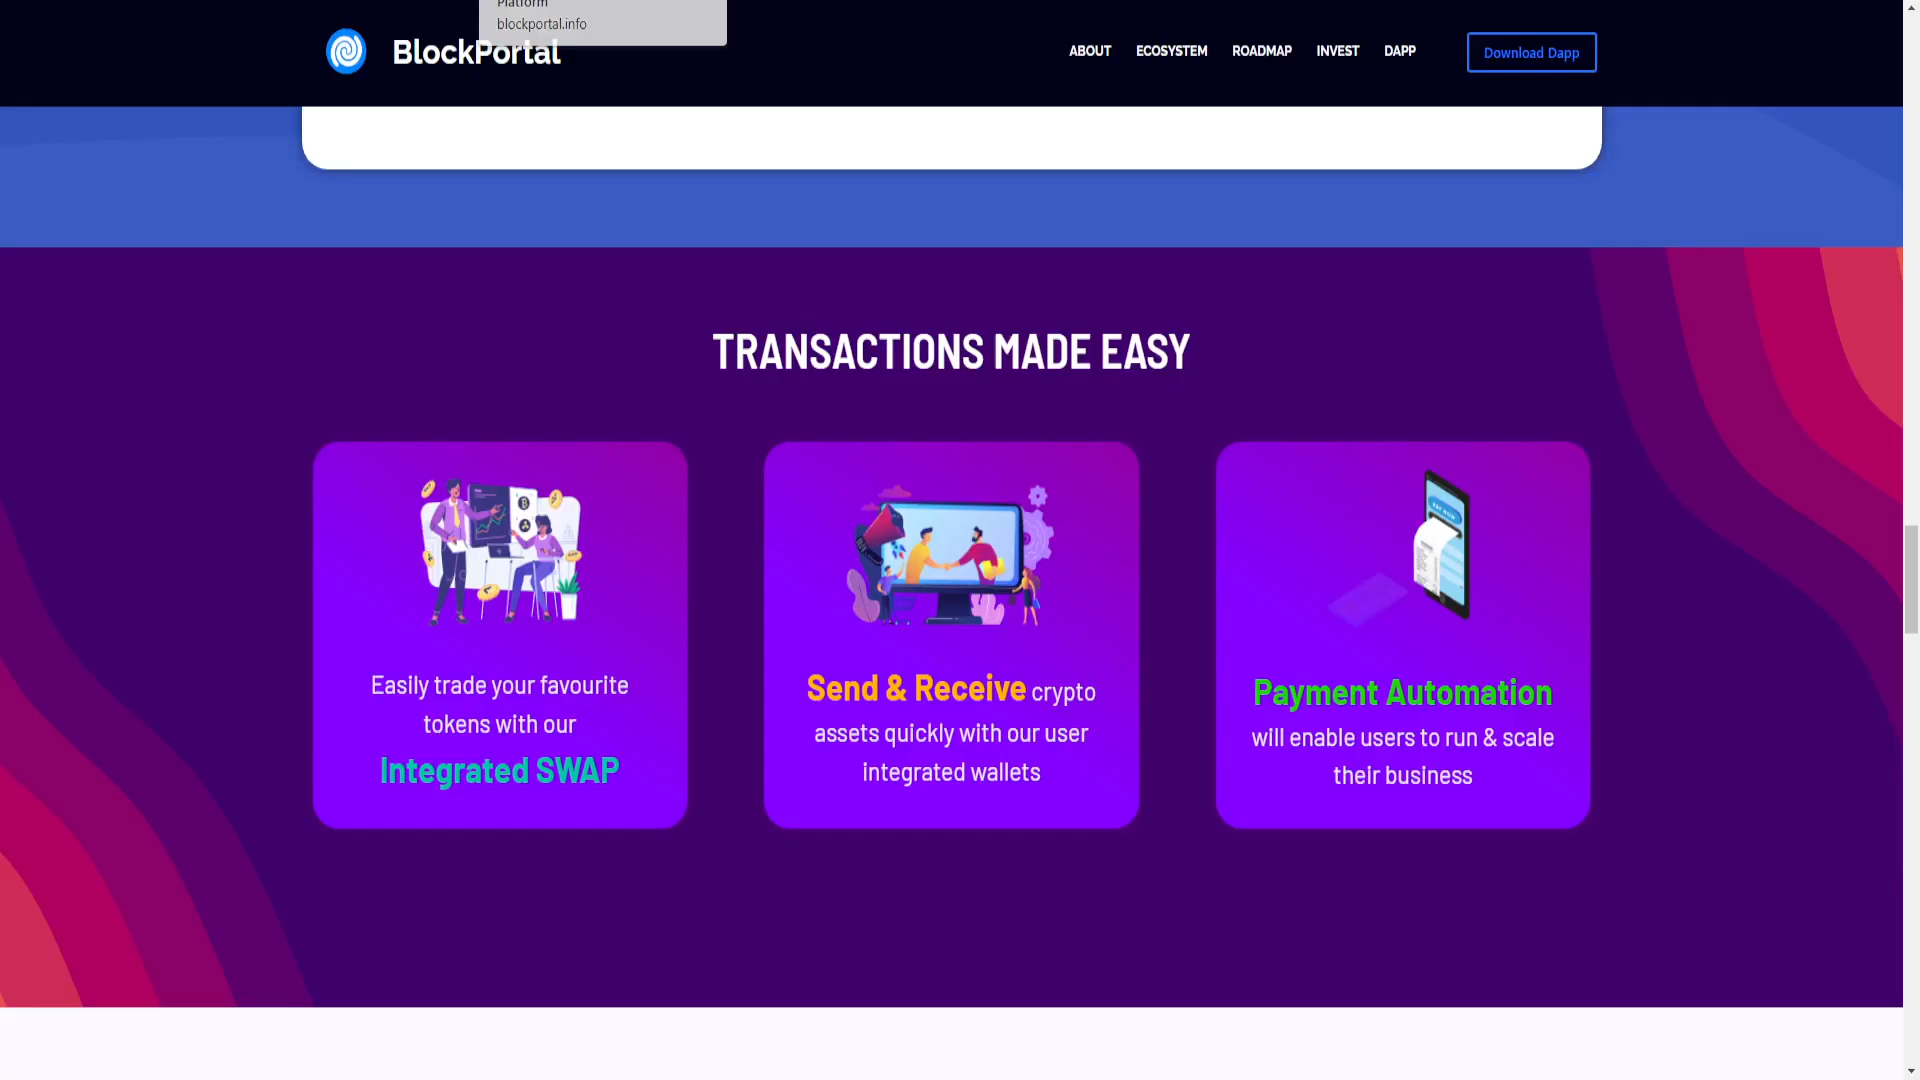 Platform
blockportal.info
BlockPortal
ABOUT ECOSYSTEM ROADMAP INVEST DAPP Download Dapp
TRANSACTIONS MADE EASY
Easily trade your favourite
tokens with our
Integrated SWAP
Send & Receive crypto
assets quickly with our user
integrated wallets
PAY NOW
Payment Automation
will enable users to run & scale
their business